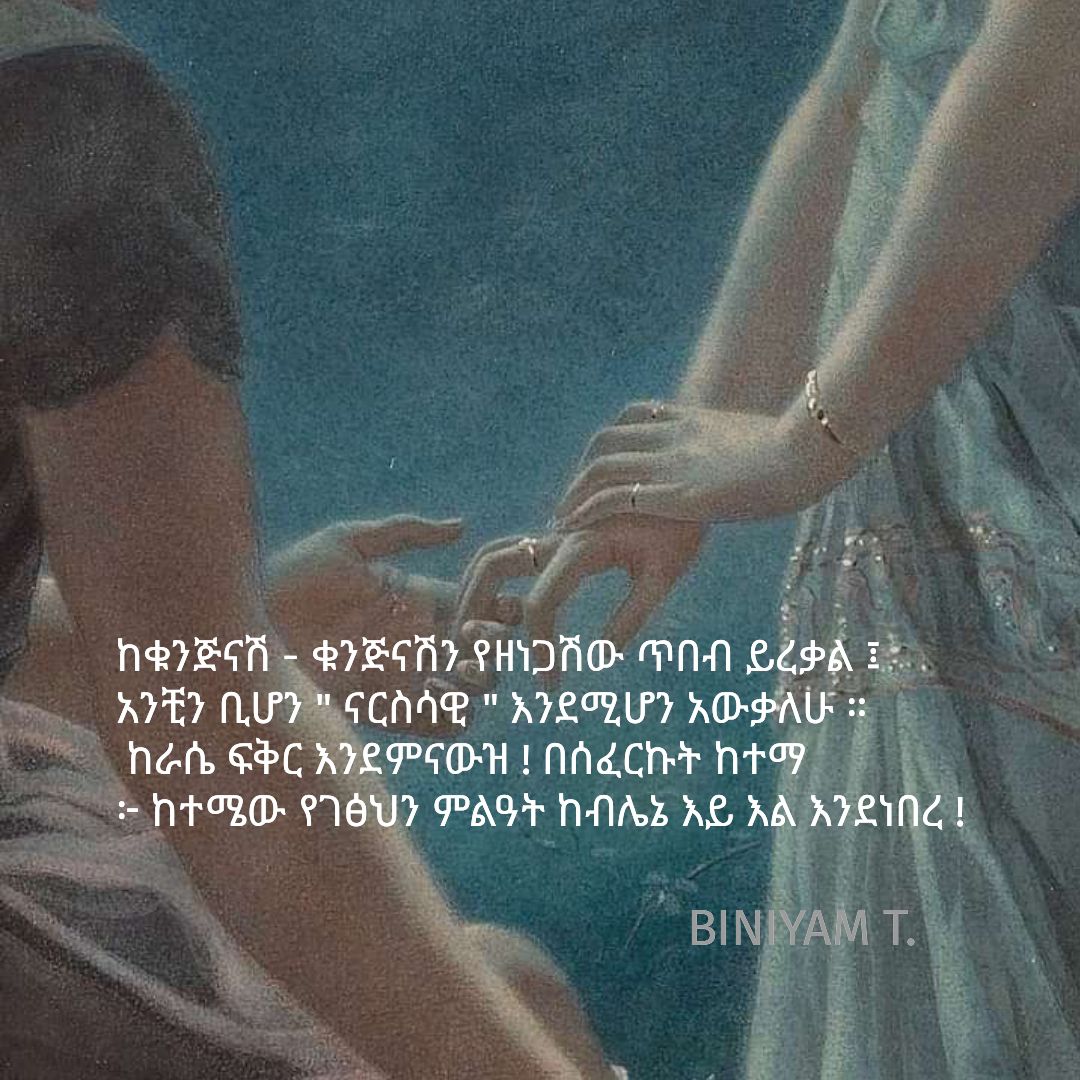 ከቁንጅናሽ - ቁንጅናሽን የዘነጋሽው ጥበብ ይረቃል ፤
አንቺን ቢሆን " ናርስሳዊ " እንደሚሆን አውቃለሁ ።
ከራሴ ፍቅር እንደምናውዝ ! በሰፈርኩት ከተማ
፦ ከተሜው የገፅህን ምልዓት ከብሌኔ እይ እል እንደነበረ !
BINIYAM T.